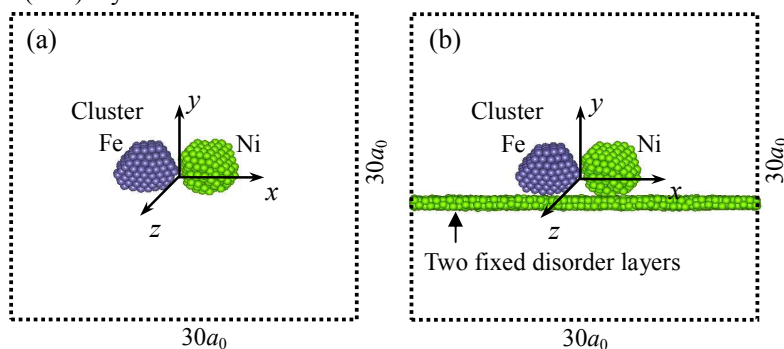 (a)
Cluster
Fe
Ni
y
x
z
30a0
30a0
(b)
Cluster
Fe
Ni
y
x
z
Two fixed disorder layers
30a0
30a0